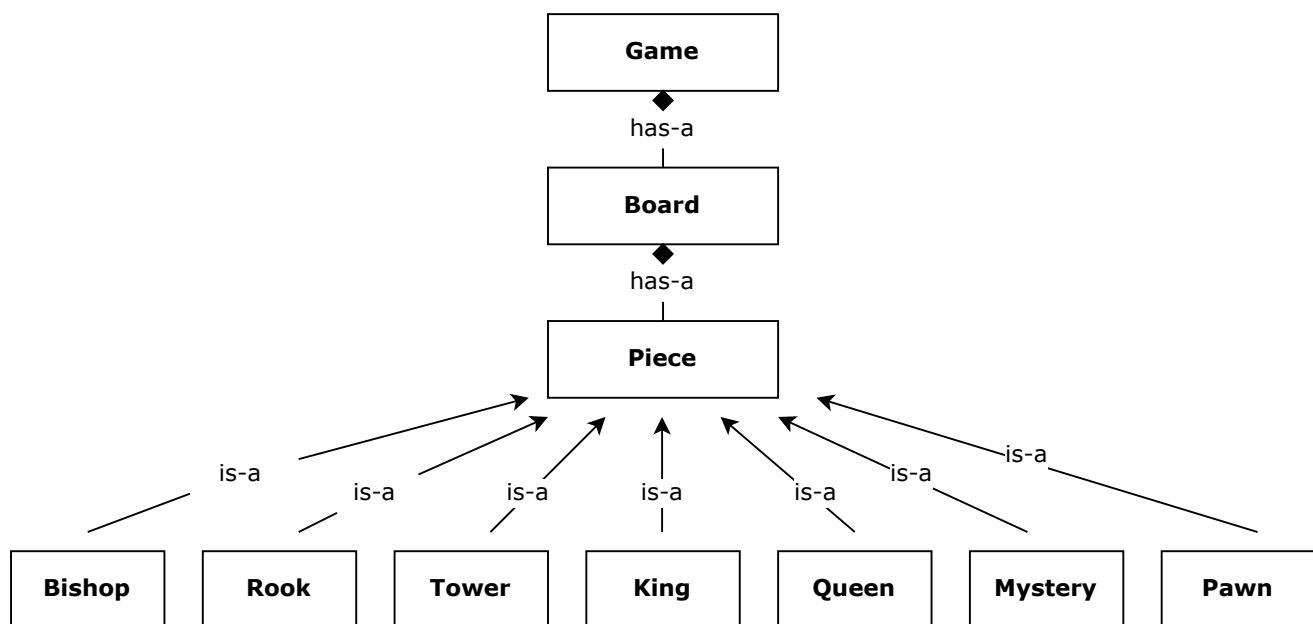 Game
has-a
Board
has-a
Piece
is-a
is-a
is-a
is-a
is-a
is-a
is-a
Bishop
Rook
Tower
King
Queen
Mystery
Pawn